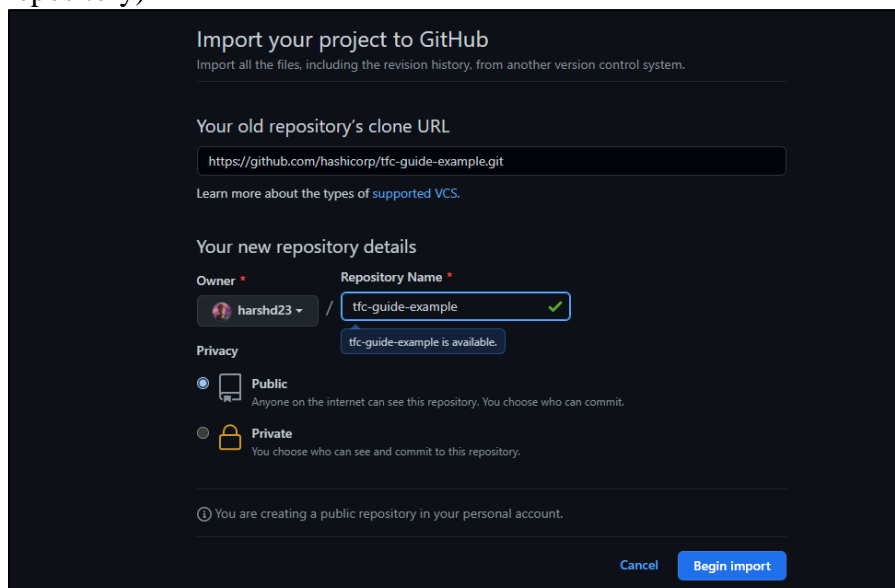 Import your project to GitHub
Import all the files, including the revision history, from another version control system.
Your old repository's clone URL
https://github.com/hashicorp/tfc-guide-example.git
Learn more about the types of supported VCS.
Your new repository details
Owner *
Repository Name *
harshd23 / tfc-guide-example
tfc-guide-example is available.
Privacy
Public
Anyone on the internet can see this repository. You choose who can commit.
Private
You choose who can see and commit to this repository.
You are creating a public repository in your personal account.
Cancel Begin import